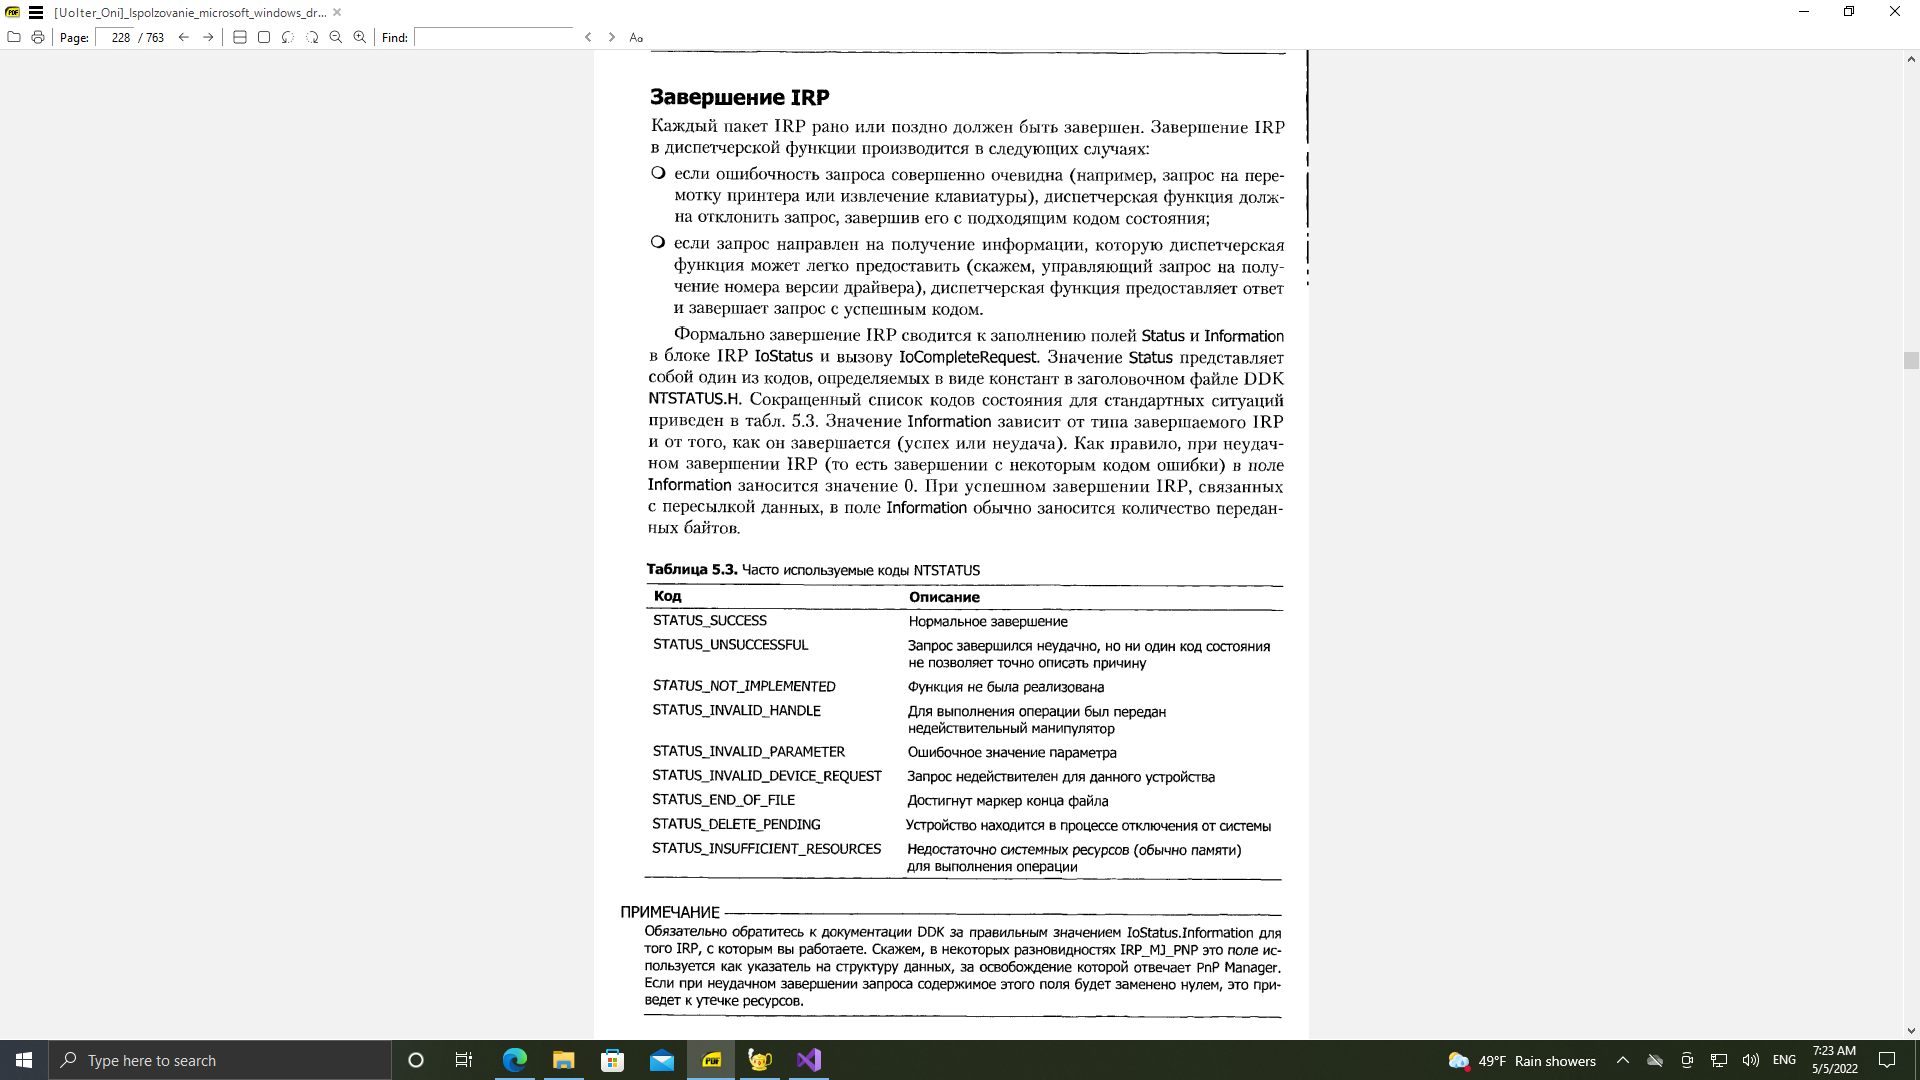 [Uolter_Oni]_Ispolzovanie_microsoft_windows_dr...
Page: 228 / 763 Find:
Завершение IRP
Каждый пакет IRP рано или поздно должен быть завершен. Завершение IRP
в диспетчерской функции производится в следующих случаях:
если ошибочность запроса совершенно очевидна (например, запрос на пере-
мотку принтера или извлечение клавиатуры), диспетчерская функция долж-
на отклонить запрос, завершив его с подходящим кодом состояния;
если запрос направлен на получение информации, которую диспетчерская
функция может легко предоставить (скажем, управляющий запрос на полу-
чение номера версии драйвера), диспетчерская функция предоставляет ответ
и завершает запрос с успешным кодом.
Формально завершение IRP сводится к заполнению полей Status и Information
в блоке IRP IoStatus и вызову IoCompleteRequest. Значение Status представляет
собой один из кодов, определяемых в виде констант в заголовочном файле DDK
NTSTATUS.H. Сокращенный список кодов состояния для стандартных ситуаций
приведен в табл. 5.3. Значение Information зависит от типа завершаемого IRP
и от того, как он завершается (успех или неудача). Как правило, при неудач-
ном завершении IRP (то есть завершении с некоторым кодом ошибки) в поле
Information заносится значение 0. При успешном завершении IRP, связанных
с пересылкой данных, в поле Information обычно заносится количество передан-
ных байтов.
Таблица 5.3. Часто используемые коды NTSTATUS
Код Описание
STATUS_SUCCESS Нормальное завершение
STATUS_UNSUCCESSFUL Запрос завершился неудачно, но ни один код состояния
не позволяет точно описать причину
STATUS_NOT_IMPLEMENTED Функция не была реализована
STATUS_INVALID_HANDLE Для выполнения операции был передан
недействительный манипулятор
STATUS_INVALID_PARAMETER Ошибочное значение параметра
STATUS_INVALID_DEVICE_REQUEST Запрос недействителен для данного устройства
STATUS_END_OF_FILE Достигнут маркер конца файла
STATUS_DELETE_PENDING Устройство находится в процессе отключения от системы
STATUS_INSUFFICIENT_RESOURCES Недостаточно системных ресурсов (обычно памяти)
для выполнения операции
ПРИМЕЧАНИЕ
Обязательно обратитесь к документации DDK за правильным значением IoStatus.Information для
того IRP, с которым вы работаете. Скажем, в некоторых разновидностях IRP_MJ_PNP это поле ис-
пользуется как указатель на структуру данных, за освобождение которой отвечает PnP Manager.
Если при неудачном завершении запроса содержимое этого поля будет заменено нулем, это при-
ведет к утечке ресурсов.
Type here to search
49°F Rain showers
ENG
7:23 AM
5/5/2022